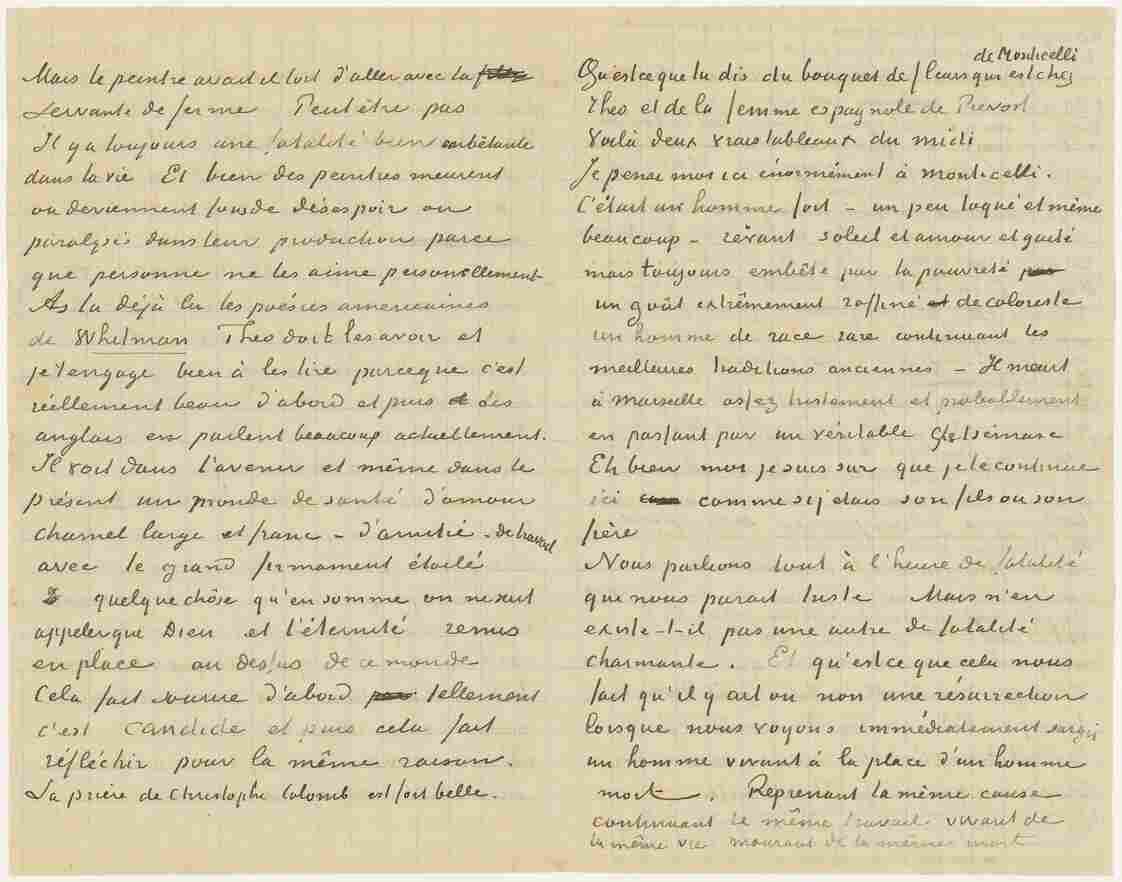 Mais le peintre avait il tort d'aller avec la
servante de ferme Peut être pas
Il y a toujours une fatalité bien embêtante
dans la vie Et bien des peintres meurent
ou deviennent fous de désespoir ou
paralysés dans leur production parce
que personne ne les aime personellement
As tu déjà lu les poésies americaines
de Whitman Theo doit les avoir et
je t'engage bien à les lire parceque c'est
réellement beau d'abord et puis les
anglais en parlent beaucoup actuellement.
Il voit dans l'avenir et même dans le
présent un monde de santé d'amour
charnel large et franc – d'amitié – de travail
avec le grand firmament étoilé
quelque chôse qu'en somme on ne peut
appeler que Dieu et l'éternité remis
en place au dessus de ce monde
Cela fait sourire d'abord tellement
c'est candide et puis cela fait
réfléchir pour la même raison.
La prière de Christophe Colomb est fort belle.
de Monticelli
Qu'est ce que tu dis du bouquet de fleurs qui est chez
Theo et de la femme espagnole de Prevost
Voilà deux vrais tableaux du midi
Je pense moi ici énormément à Monticelli.
C'était un homme fort – un peu toqué et même
beaucoup – rêvant soleil et amour et gaité
mais toujours embêté par la pauvreté
un goût extrêmement raffiné de coloriste
un homme de race rare continuant les
meilleures traditions anciennes – Il meurt
à Marseille assez tristement et probablement
en passant par un véritable Gethsémané
Eh bien moi je suis sur que je le continue
ici comme si j'etais son fils ou son
frère
Nous parlions tout à l'heure de fatalité
que nous parait triste Mais n'en
existe-t-il pas une autre de fatalité
charmante. Et qu'est ce que cela nous
fait qu'il y ait ou non une résurrection
lorsque nous voyons immédiatement surgir
un homme vivant à la place d'un homme
mort. Reprenant la même cause
continuant le même travail vivant de
la même vie mourant de la même mort